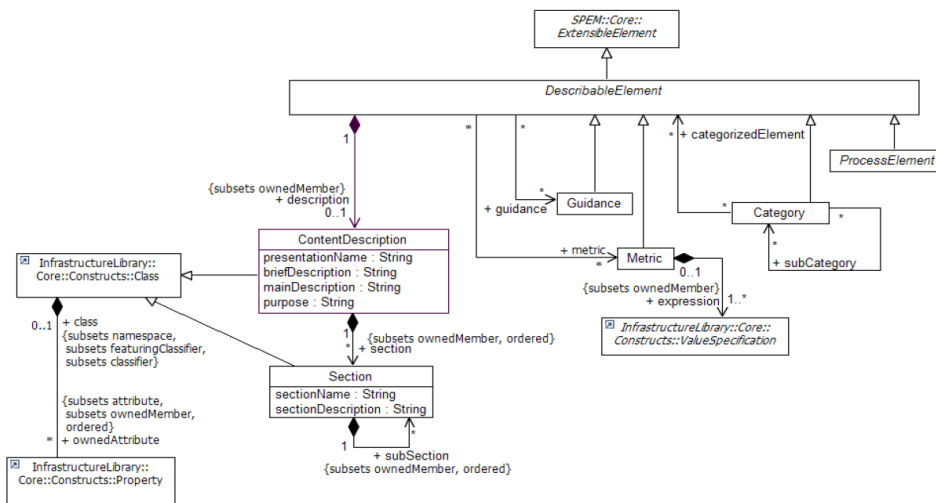 SPEM::Core::
ExtensibleElement
DescribableElement
1
*
*
* + categorizedElement
ProcessElement
{subsets ownedMember}
+ description
0..1
*
+ guidance
Guidance
*
Category
*
*
+ subCategory
ContentDescription
presentationName : String
briefDescription : String
mainDescription : String
purpose : String
+ metric
*
Metric
0..1
{subsets ownedMember}
+ expression
1..*
InfrastructureLibrary::
Core::Constructs::Class
InfrastructureLibrary::Core::
Constructs::ValueSpecification
0..1
+ class
{subsets namespace,
subsets featuringClassifier,
subsets classifier}
1
*
{subsets ownedMember, ordered}
+ section
Section
sectionName : String
sectionDescription : String
{subsets attribute,
subsets ownedMember,
ordered}
*
+ ownedAttribute
1
*
+ subSection
{subsets ownedMember, ordered}
InfrastructureLibrary::
Core::Constructs::Property